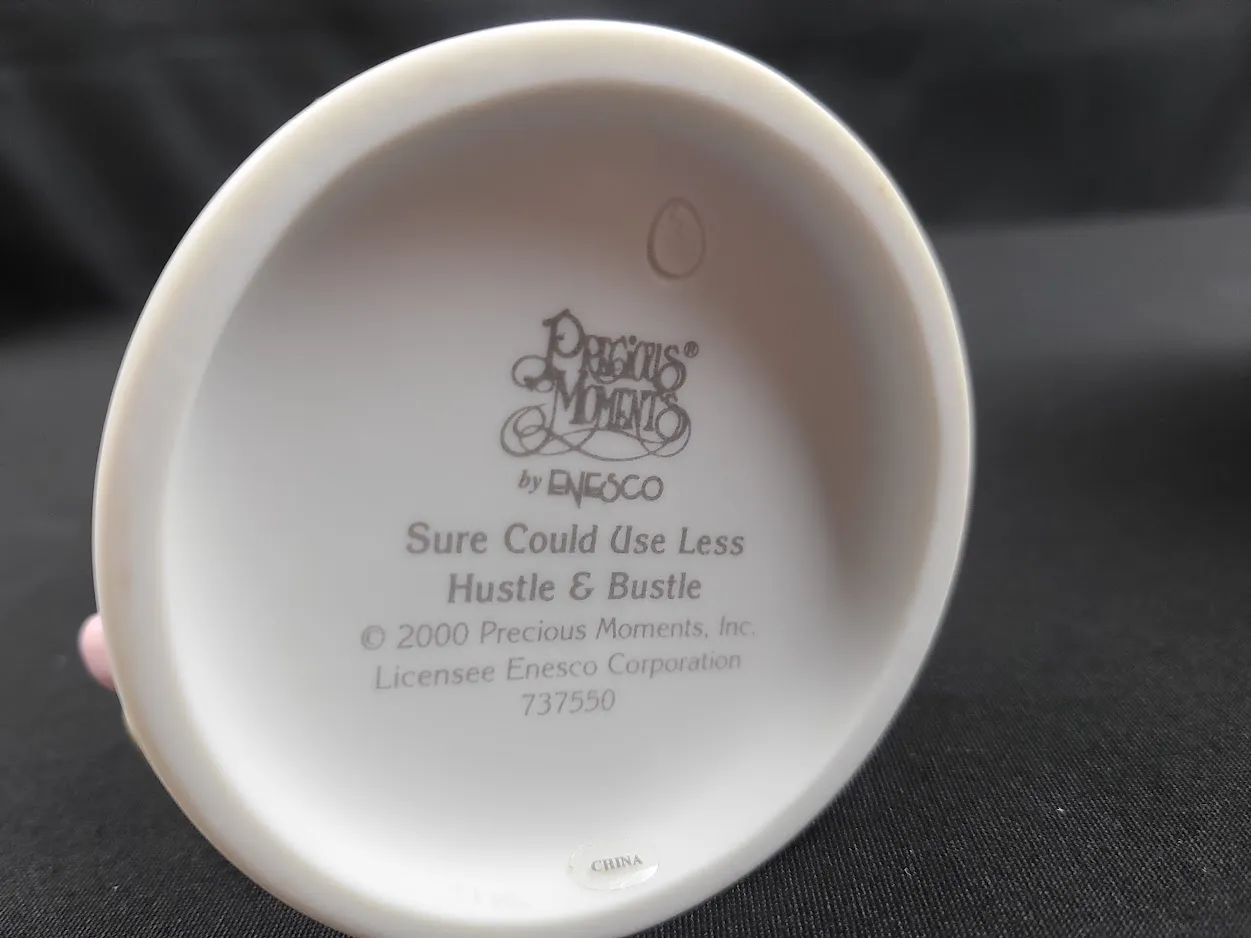 Precious®
Moments
by ENESCO
Sure Could Use Less
Hustle & Bustle
© 2000 Precious Moments, Inc.
Licensee Enesco Corporation
737550
CHINA